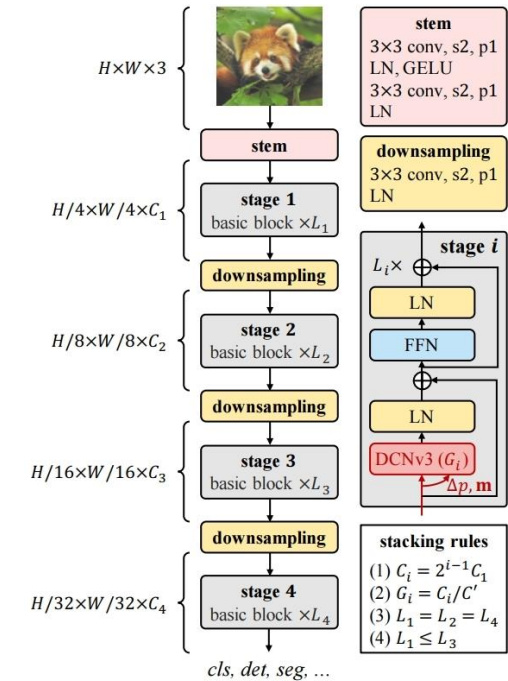 H×W×3
stem
H/4×W/4×C₁
stage 1
basic block ×L₁
downsampling
H/8×W/8×C₂
stage 2
basic block ×L₂
downsampling
H/16×W/16×C₃
stage 3
basic block ×L₃
downsampling
H/32×W/32×C₄
stage 4
basic block ×L₄
cls, det, seg, ...
stem
3×3 conv, s2, p1
LN, GELU
3×3 conv, s2, p1
LN
downsampling
3×3 conv, s2, p1
LN
stage i
Lᵢ×
LN
FFN
LN
DCNv3 (Gᵢ)
Δp, m
stacking rules
(1) Cᵢ = 2ⁱ⁻¹C₁
(2) Gᵢ = Cᵢ/C′
(3) L₁ = L₂ = L₄
(4) L₁ ≤ L₃